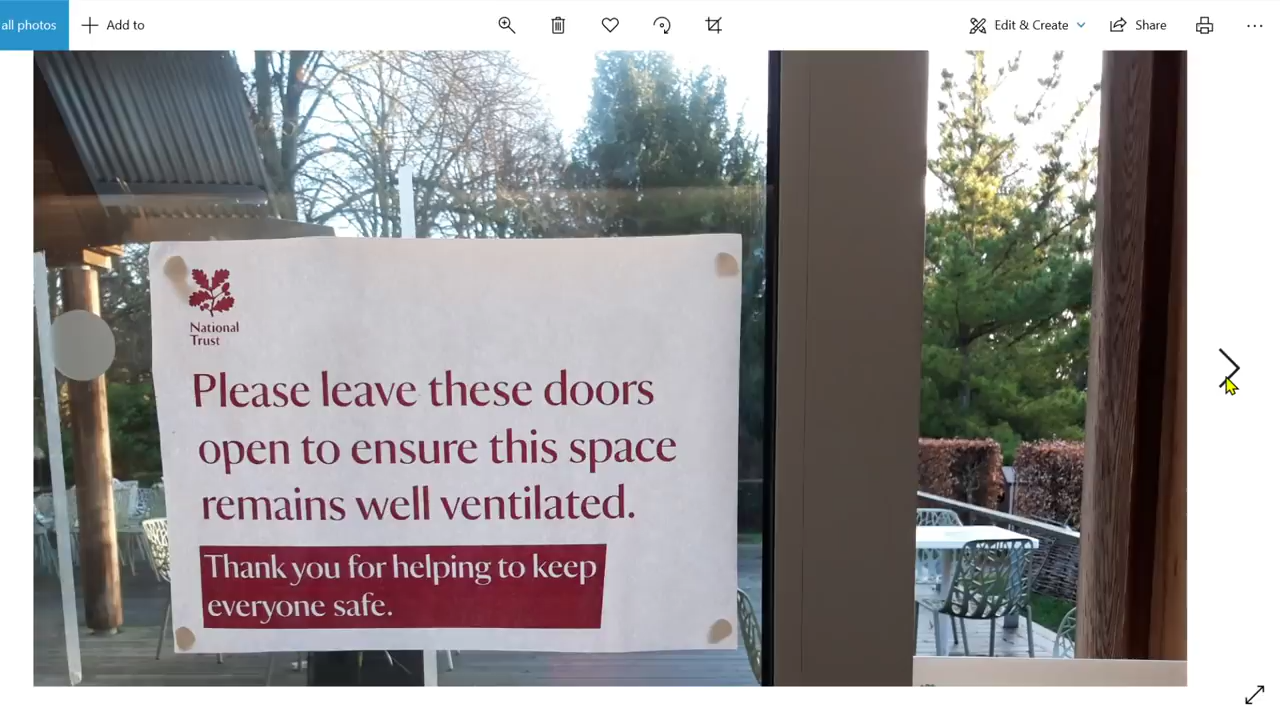 all photos
Add to
Edit & Create
Share
National
Trust
Please leave these doors
open to ensure this space
remains well ventilated.
Thank you for helping to keep
everyone safe.